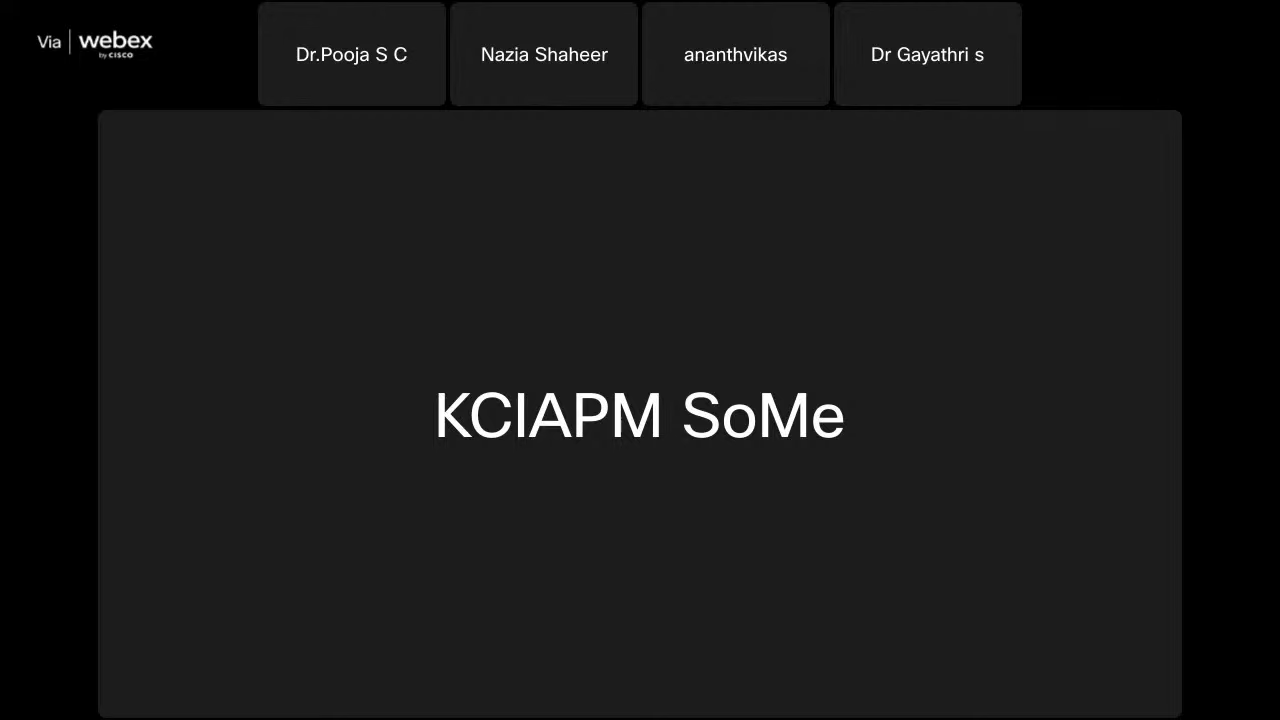 Via | webex
by CISCO
Dr.Pooja S C
Nazia Shaheer
ananthvikas
Dr Gayathri s
KCIAPM SoMe